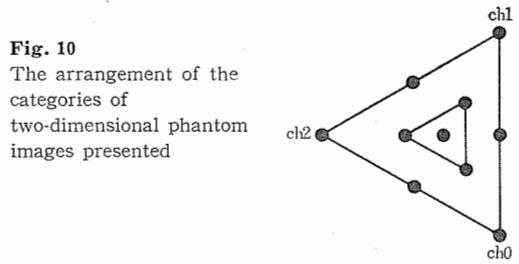 Fig. 10
The arrangement of the
categories of
two-dimensional phantom
images presented
ch1
ch2
ch0